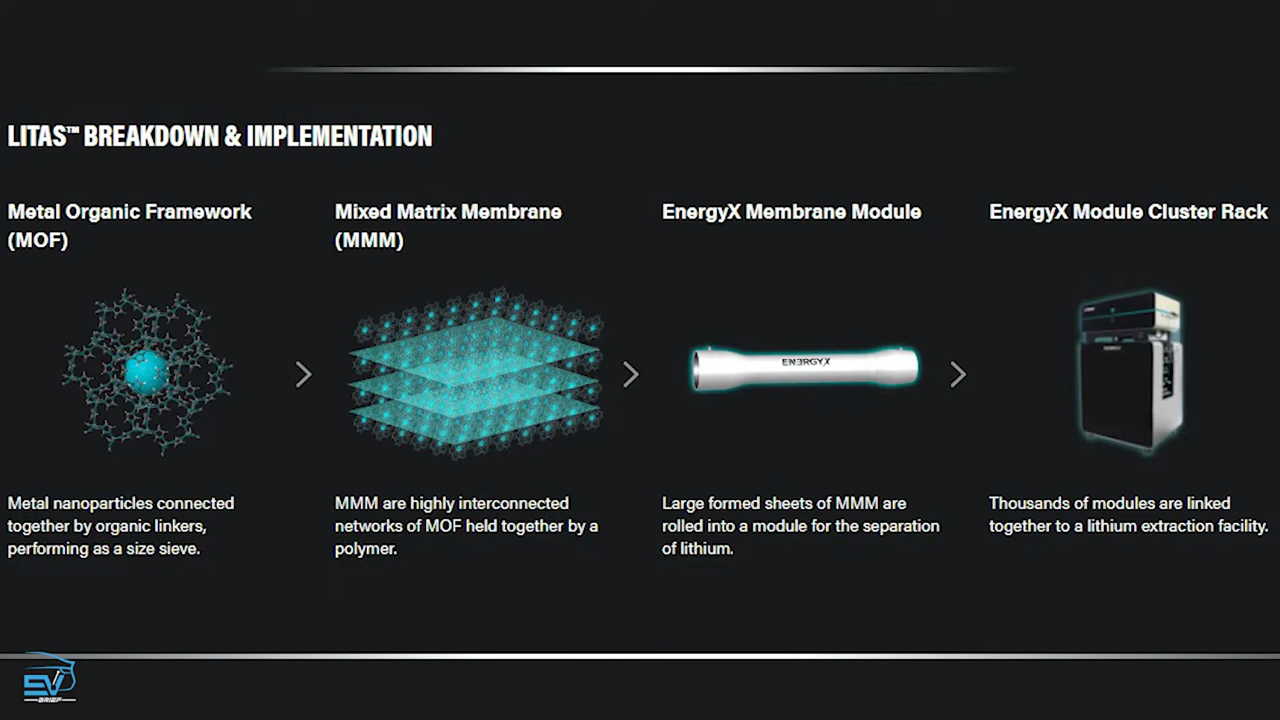 LITAS™ BREAKDOWN & IMPLEMENTATION
Metal Organic Framework
(MOF)
Metal nanoparticles connected
together by organic linkers,
performing as a size sieve.
Mixed Matrix Membrane
(MMM)
MMM are highly interconnected
networks of MOF held together by a
polymer.
EnergyX Membrane Module
ENERGYX
Large formed sheets of MMM are
rolled into a module for the separation
of lithium.
EnergyX Module Cluster Rack
Thousands of modules are linked
together to a lithium extraction facility.
EV
BRIEF